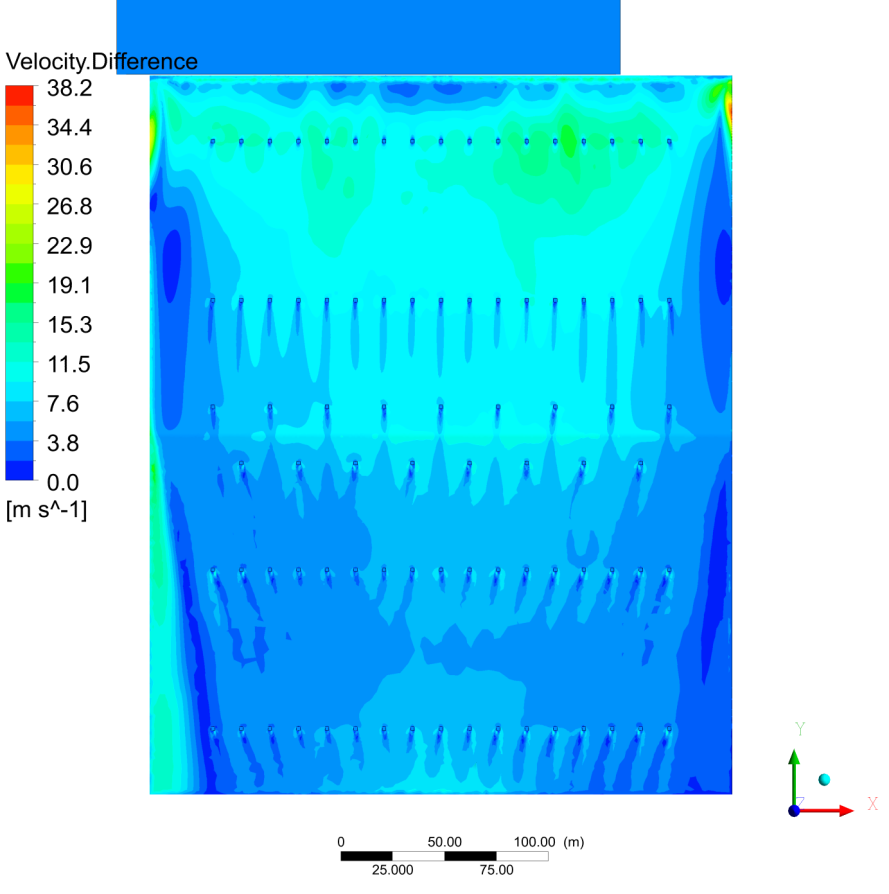 Velocity.Difference
38.2
34.4
30.6
26.8
22.9
19.1
15.3
11.5
7.6
3.8
0.0
[m s^-1]
Y
Z
X
0 50.00 100.00 (m)
25.000 75.00